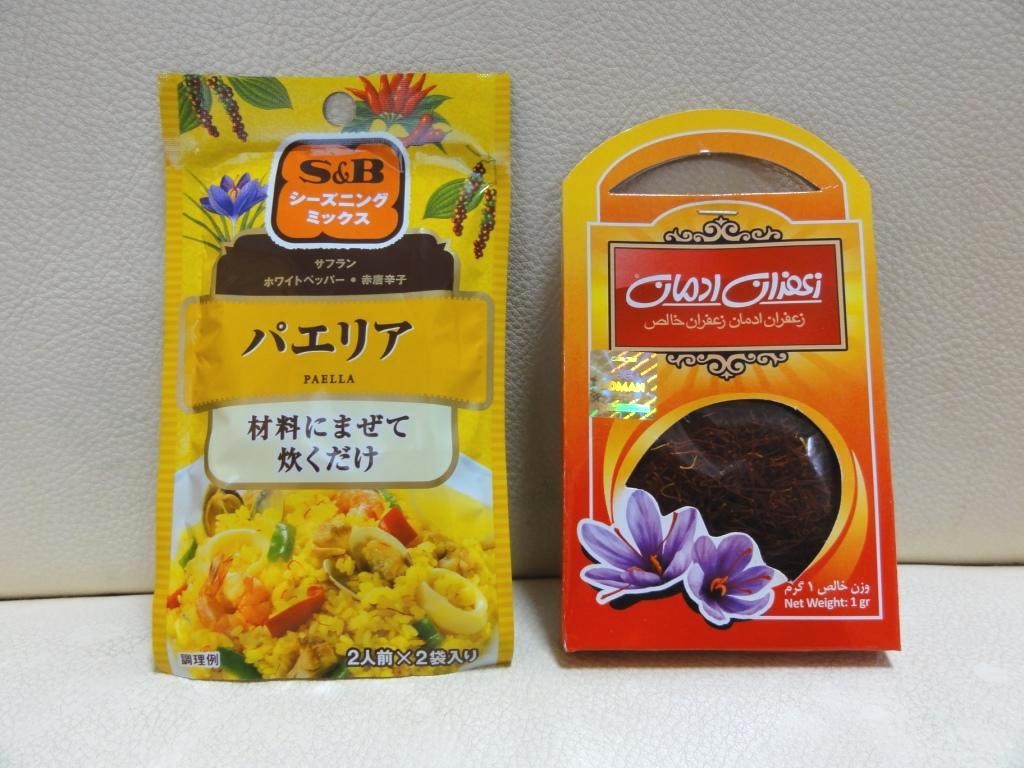 S&B
シーズニング
ミックス
サフラン
ホワイトペッパー • 赤唐辛子
パエリア
PAELLA
材料にまぜて
炊くだけ
調理例
2人前×2袋入り
زعفران ادمان
زعفران ادمان زعفران خالص
وزن خالص ۱ گرم
Net Weight: 1 gr